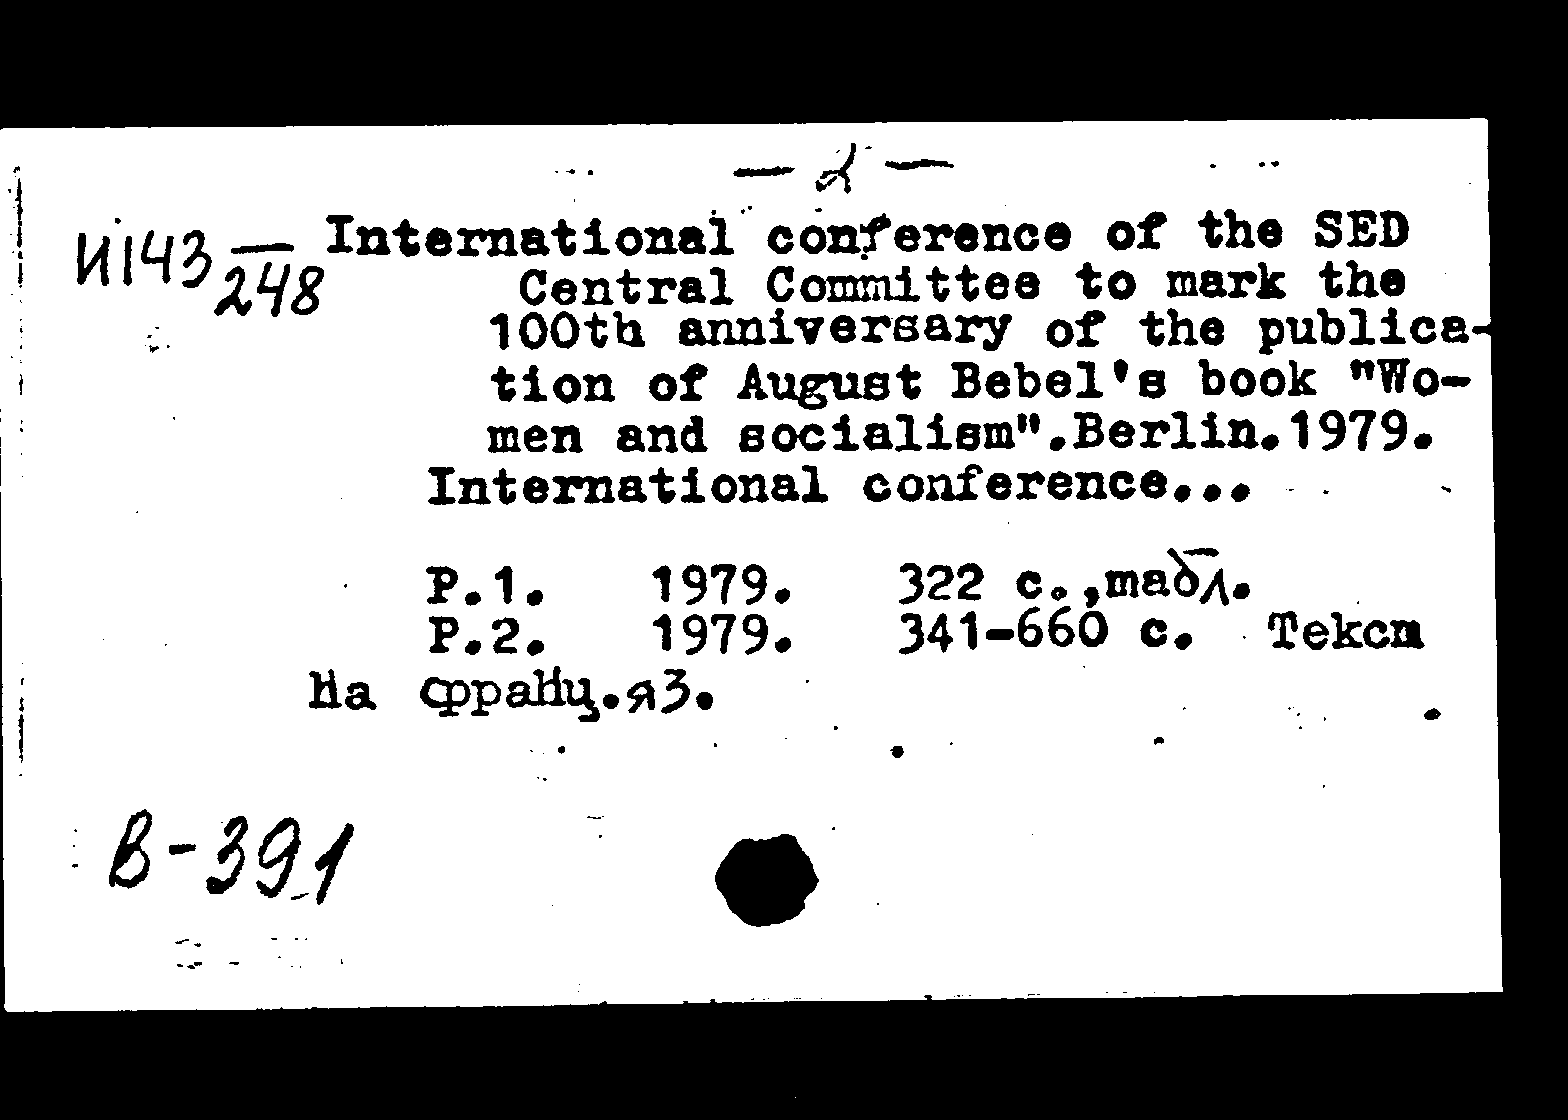 — 2 —
И143 — International conference of the SED
248 Central Committee to mark the
100th anniversary of the publica-
tion of August Bebel's book "Wo-
men and socialism".Berlin.1979.
International conference...
P.1. 1979. 322 с.,табл.
P.2. 1979. 341-660 с. Текст
на франц.яз.
В-391